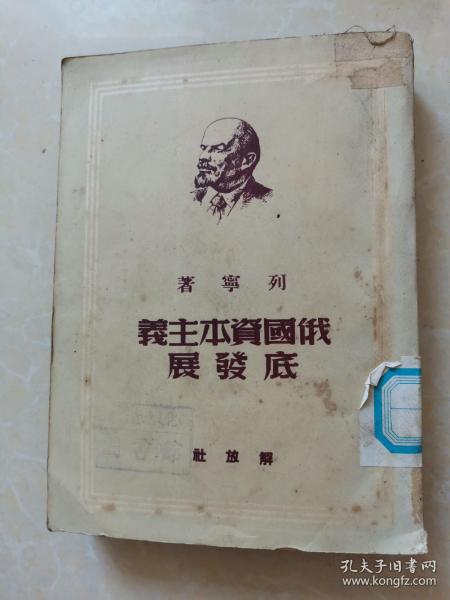 列寧著
俄國資本主義
底發展
解放社
孔夫子旧书网
www.kongfz.com